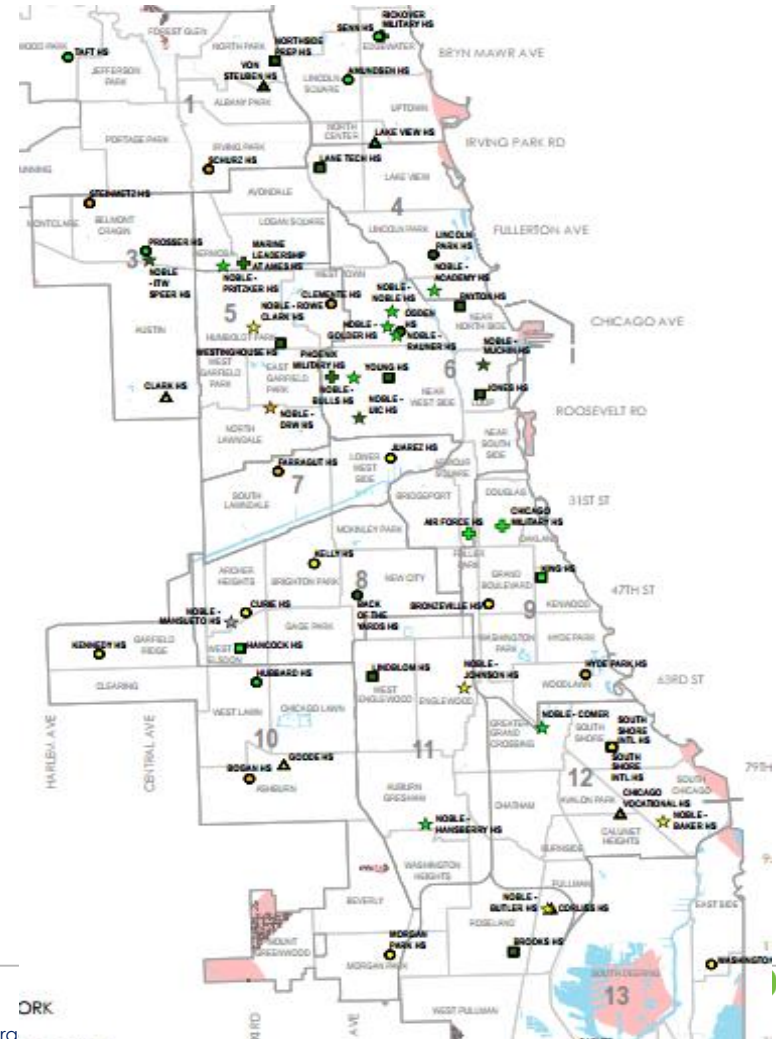 RICKOVER
MILITARY HS
SENN HS
FOREST GLEN
NORTHSIDE
PREP HS
EDGEWATER
TAFT HS
NORTH PARK
BRYN MAWR AVE
VON
STEUBEN HS
JEFFERSON
PARK
LINCOLN
SQUARE
AMUNDSEN HS
1
ALBANY PARK
UPTOWN
PORTAGE PARK
NORTH
CENTER
LAKE VIEW HS
IRVING PARK RD
IRVING PARK
SCHURZ HS
LANE TECH HS
LAKE VIEW
AVONDALE
STEINMETZ HS
4
MONTCLARE
BELMONT
CRAGIN
LOGAN SQUARE
LINCOLN PARK
FULLERTON AVE
PROSSER HS
MARINE
LEADERSHIP
AT AMES HS
LINCOLN
PARK HS
3
NOBLE
- ITW
SPEER HS
HERMOSA
NOBLE -
PRITZKER HS
WEST TOWN
NOBLE -
ACADEMY HS
CLEMENTE HS
NOBLE -
NOBLE HS
PAYTON HS
5
NOBLE - ROWE
CLARK HS
OGDEN
HS
NEAR
NORTH SIDE
CHICAGO AVE
AUSTIN
HUMBOLDT PARK
NOBLE -
GOLDER HS
NOBLE -
RAUNER HS
NOBLE -
MUCHIN HS
WESTINGHOUSE HS
PHOENIX
MILITARY HS
WEST
GARFIELD
PARK
EAST
GARFIELD
PARK
YOUNG HS
6
CLARK HS
NOBLE -
BULLS HS
NOBLE -
UIC HS
NEAR
WEST SIDE
JONES HS
LOOP
NOBLE -
DRW HS
ROOSEVELT RD
NORTH
LAWNDALE
NEAR
SOUTH
SIDE
FARRAGUT HS
LOWER
WEST
SIDE
JUAREZ HS
ARMOUR
SQUARE
7
SOUTH
LAWNDALE
BRIDGEPORT
DOUGLAS
31ST ST
AIR FORCE HS
CHICAGO
MILITARY HS
MCKINLEY PARK
OAKLAND
KELLY HS
FULLER
PARK
ARCHER
HEIGHTS
BRIGHTON PARK
8
NEW CITY
GRAND
BOULEVARD
KING HS
47TH ST
NOBLE -
MANSUETO HS
CURIE HS
BACK
OF THE
YARDS HS
BRONZEVILLE HS
9
KENWOOD
GAGE PARK
KENNEDY HS
GARFIELD
RIDGE
WEST
ELSDON
HANCOCK HS
WASHINGTON
PARK
HYDE PARK
LINDBLOM HS
NOBLE -
JOHNSON HS
HYDE PARK HS
63RD ST
CLEARING
HUBBARD HS
WEST
ENGLEWOOD
ENGLEWOOD
WOODLAWN
WEST LAWN
CHICAGO LAWN
NOBLE - COMER
HARLEM AVE
CENTRAL AVE
GREATER
GRAND
CROSSING
SOUTH
SHORE
SOUTH
SHORE
INTL HS
10
11
GOODE HS
SOUTH
SHORE
INTL HS
79TH
BOGAN HS
ASHBURN
12
SOUTH
CHICAGO
AUBURN
GRESHAM
CHATHAM
AVALON PARK
CHICAGO
VOCATIONAL HS
NOBLE -
HANSBERRY HS
NOBLE -
BAKER HS
CALUMET
HEIGHTS
BURNSIDE
WASHINGTON
HEIGHTS
PULLMAN
BEVERLY
NOBLE -
BUTLER HS
CORLISS HS
EAST SIDE
ROSELAND
MOUNT
GREENWOOD
MORGAN
PARK HS
BROOKS HS
MORGAN PARK
WASHINGTON
SOUTH DEERING
13
WEST PULLMAN
ORK
RD
AVE